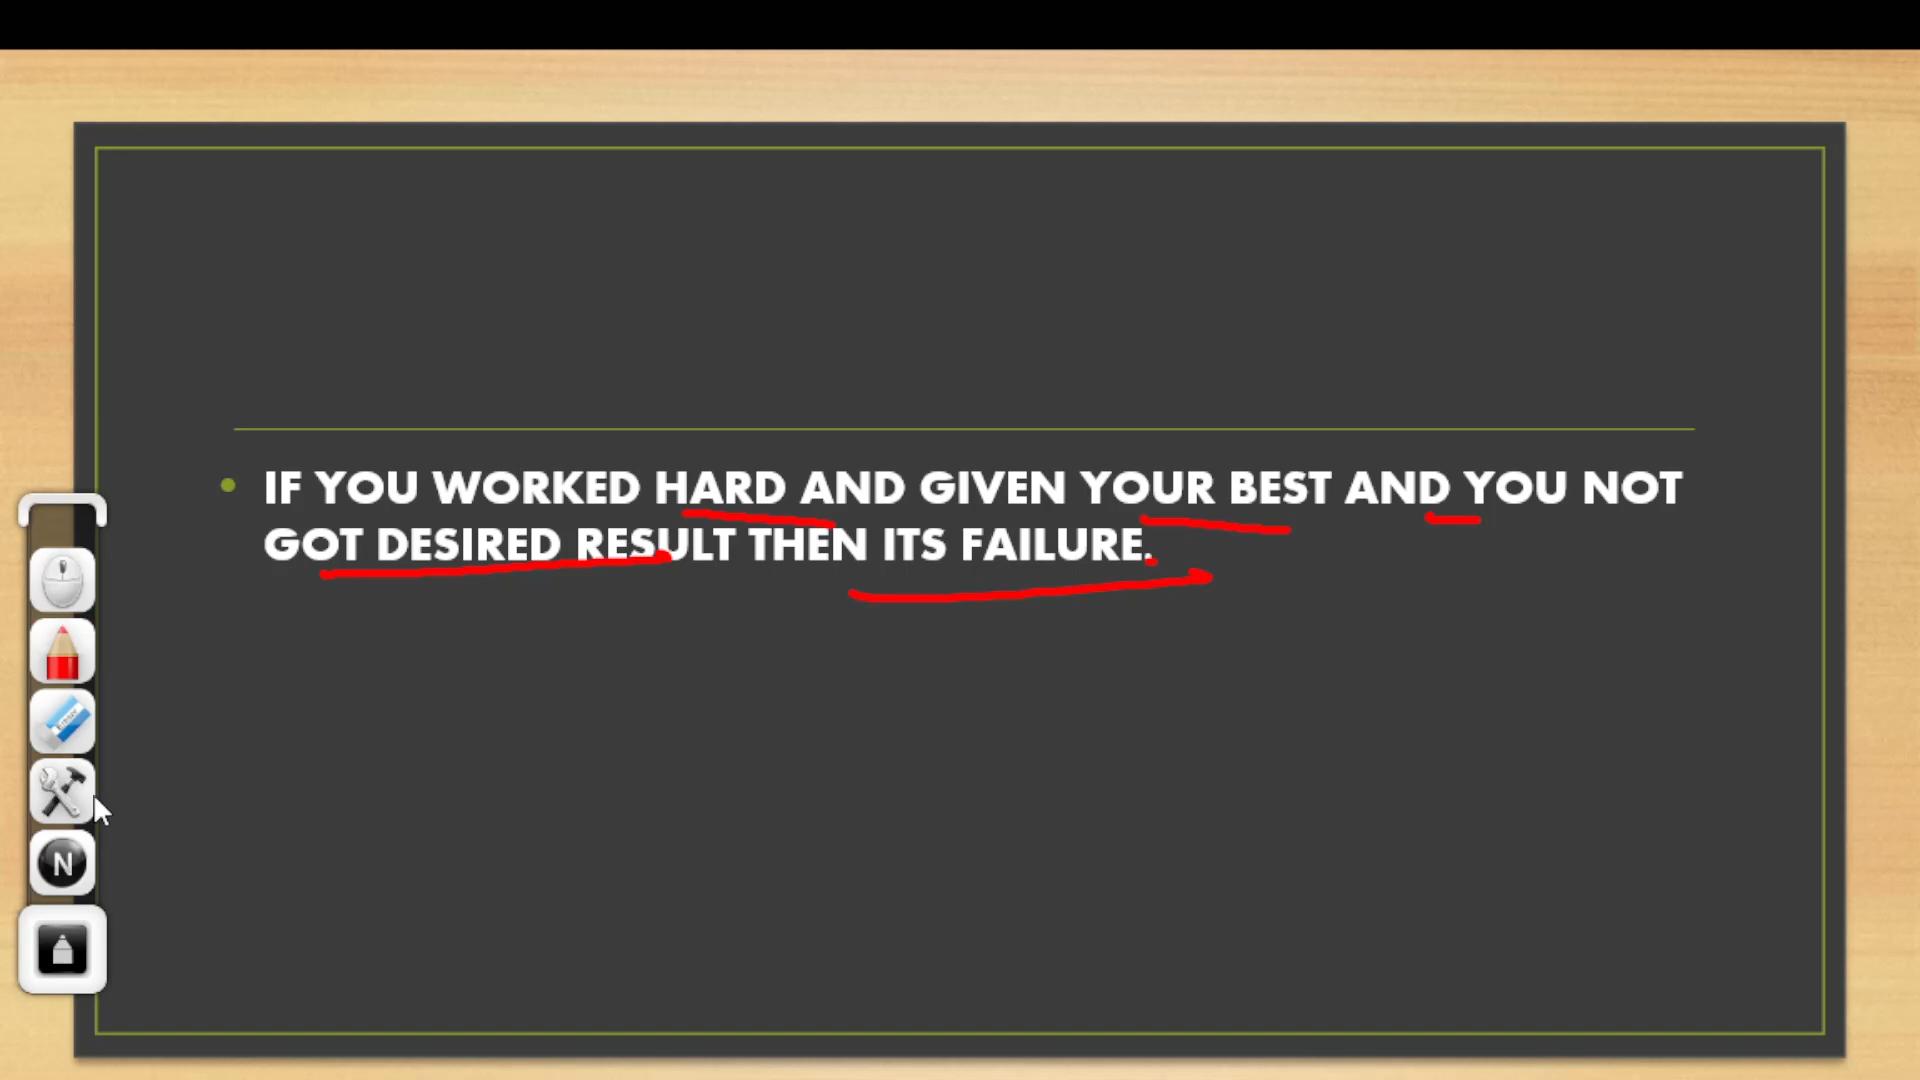 IF YOU WORKED HARD AND GIVEN YOUR BEST AND YOU NOT
GOT DESIRED RESULT THEN ITS FAILURE.
N